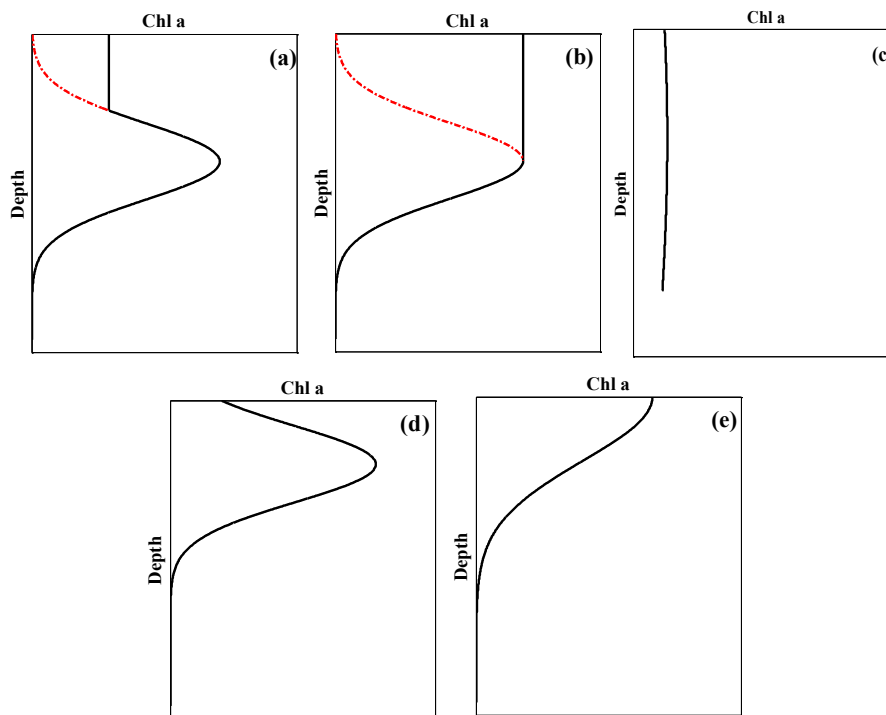 Chl a
(a)
Depth
Chl a
(b)
Depth
Chl a
(c
Depth
Chl a
(d)
Depth
Chl a
(e)
Depth